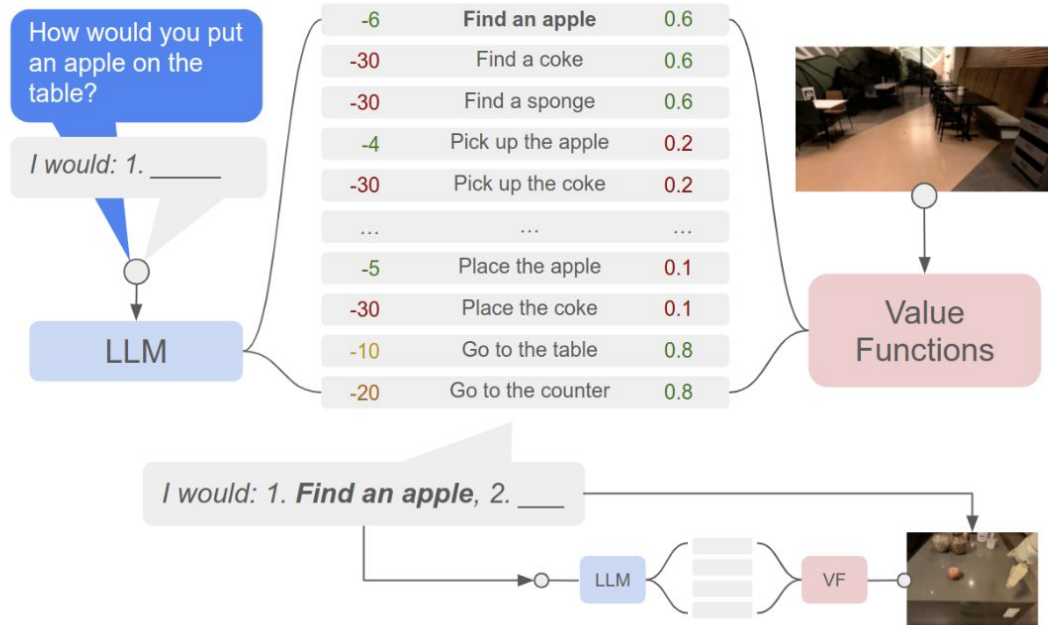 How would you put
an apple on the
table?
I would: 1. _____
LLM
-6 Find an apple 0.6
-30 Find a coke 0.6
-30 Find a sponge 0.6
-4 Pick up the apple 0.2
-30 Pick up the coke 0.2
... ... ...
-5 Place the apple 0.1
-30 Place the coke 0.1
-10 Go to the table 0.8
-20 Go to the counter 0.8
Value
Functions
I would: 1. Find an apple, 2. ___
LLM
VF